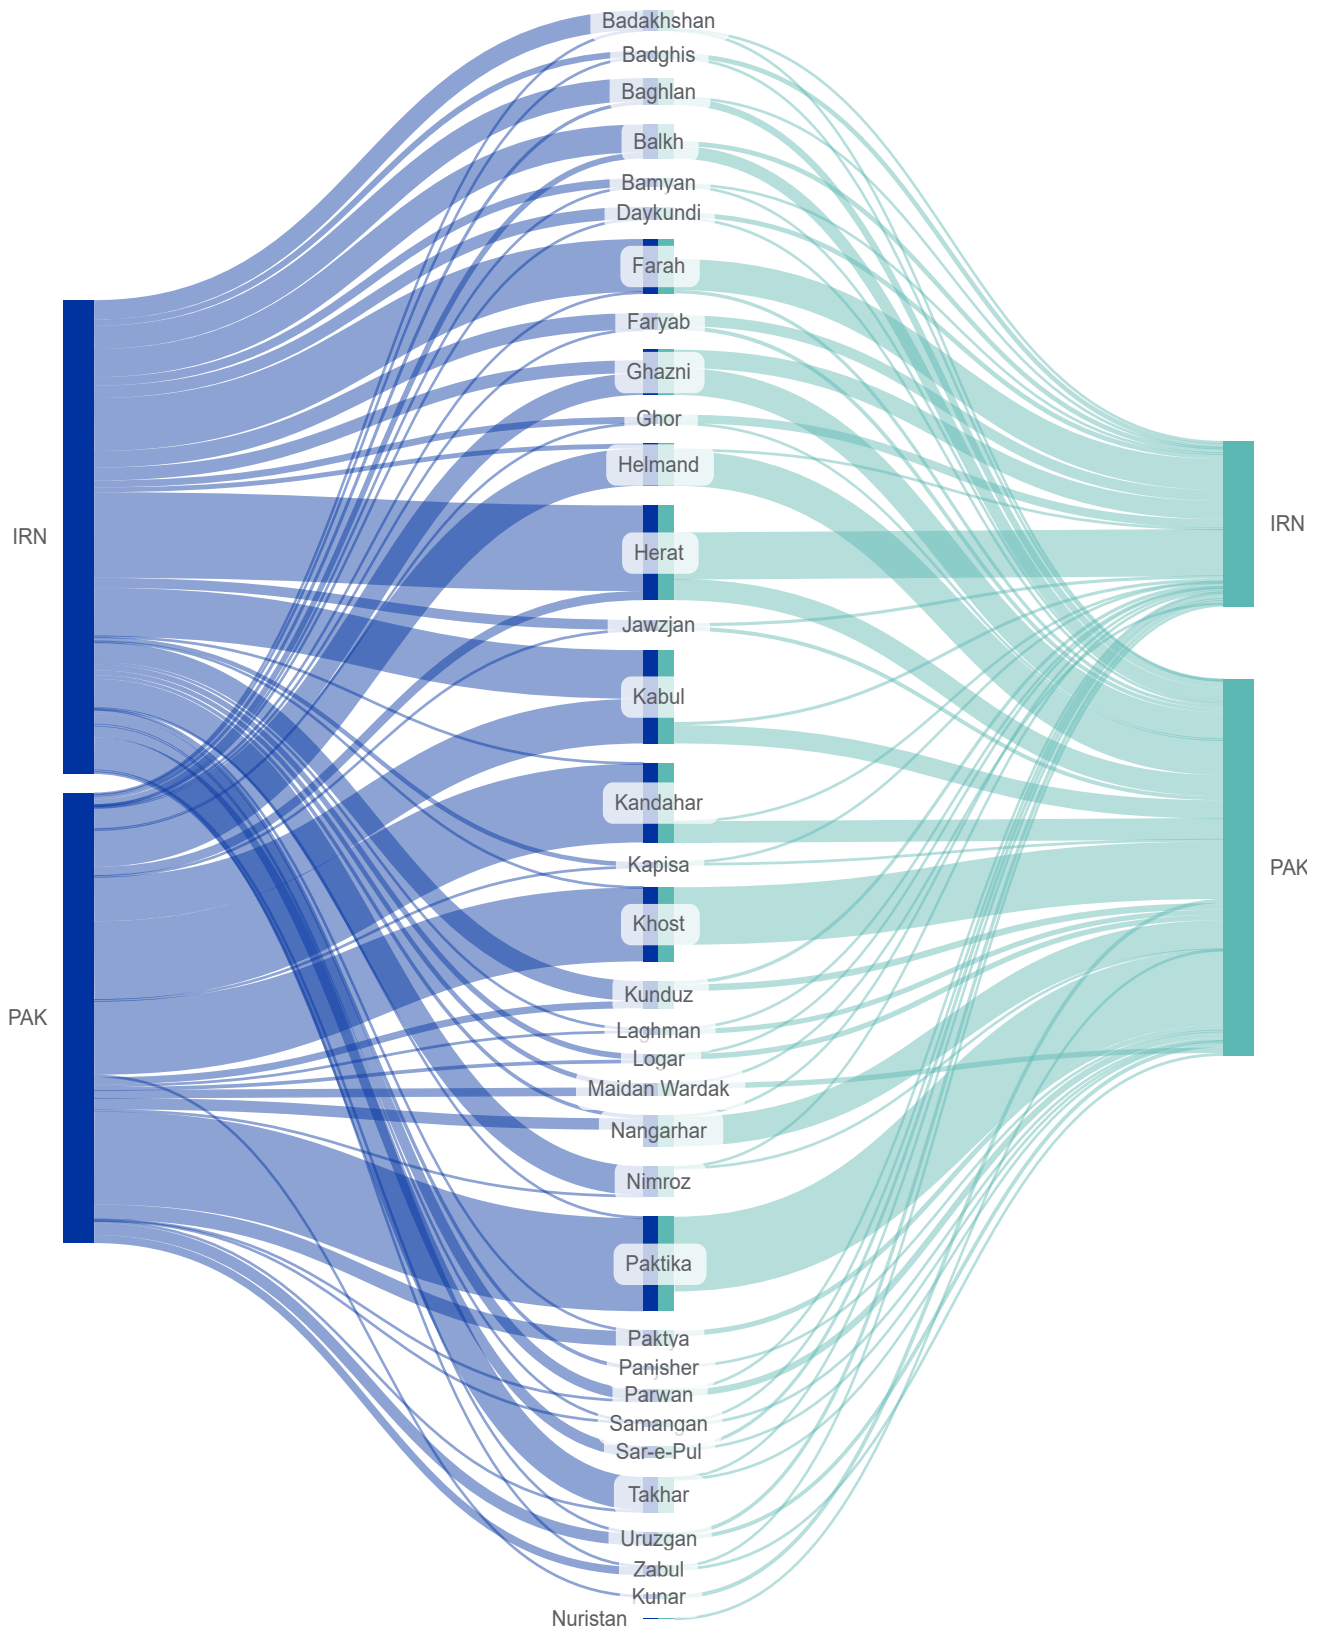 Badakhshan
Badghis
Baghlan
Balkh
Bamyan
Daykundi
Farah
Faryab
Ghazni
Ghor
Helmand
IRN
IRN
Herat
Jawzjan
Kabul
Kandahar
Kapisa
PAK
Khost
Kunduz
PAK
Laghman
Logar
Maidan Wardak
Nangarhar
Nimroz
Paktika
Paktya
Panjsher
Parwan
Samangan
Sar-e-Pul
Takhar
Uruzgan
Zabul
Kunar
Nuristan